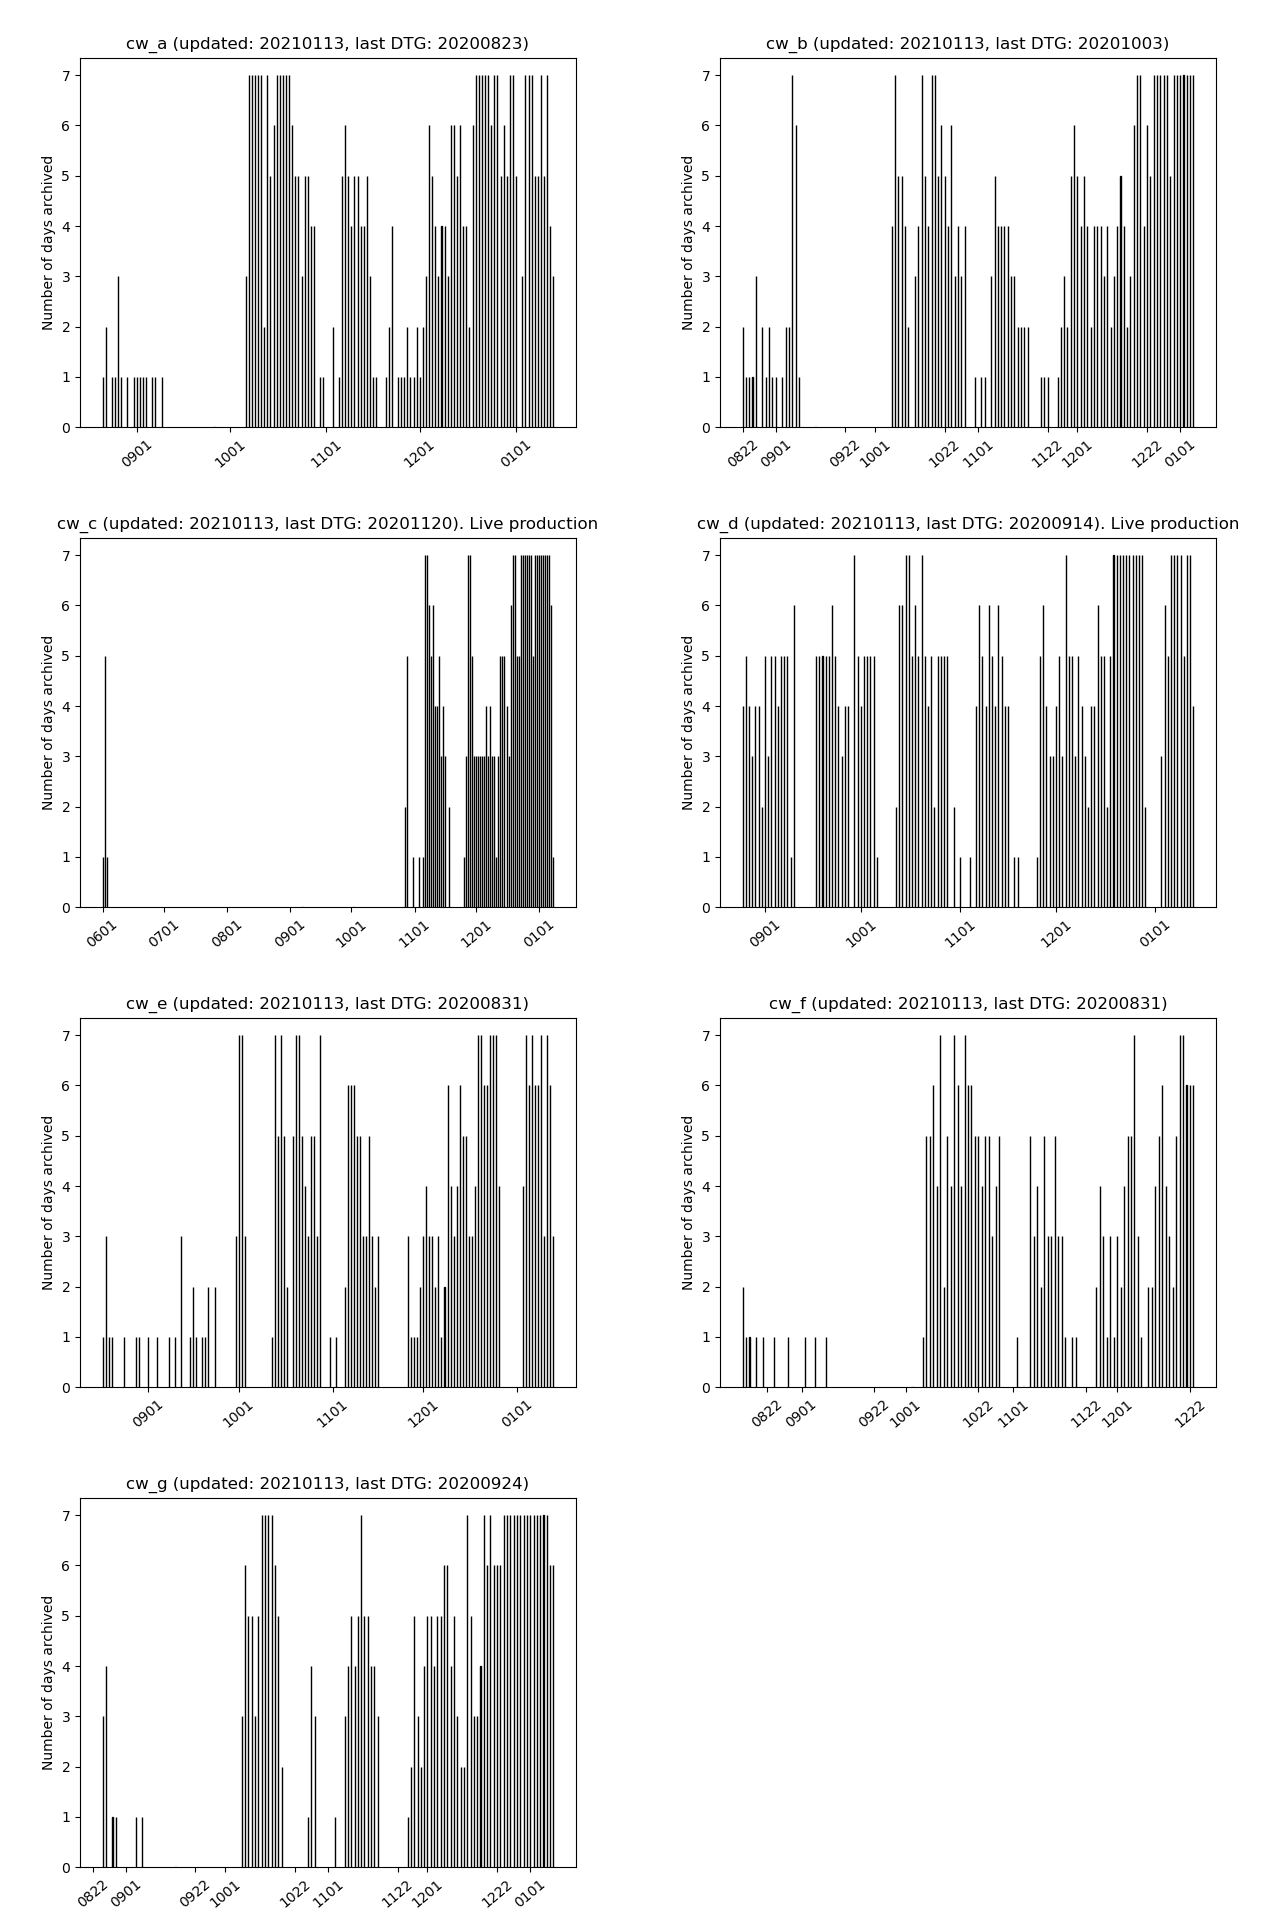 cw_a (updated: 20210113, last DTG: 20200823)
Number of days archived
7
6
5
4
3
2
1
0
0901 1001 1101 1201 0101
cw_b (updated: 20210113, last DTG: 20201003)
Number of days archived
7
6
5
4
3
2
1
0
0822 0901 0922 1001 1022 1101 1122 1201 1222 0101
cw_c (updated: 20210113, last DTG: 20201120). Live production
Number of days archived
7
6
5
4
3
2
1
0
0601 0701 0801 0901 1001 1101 1201 0101
cw_d (updated: 20210113, last DTG: 20200914). Live production
Number of days archived
7
6
5
4
3
2
1
0
0901 1001 1101 1201 0101
cw_e (updated: 20210113, last DTG: 20200831)
Number of days archived
7
6
5
4
3
2
1
0
0901 1001 1101 1201 0101
cw_f (updated: 20210113, last DTG: 20200831)
Number of days archived
7
6
5
4
3
2
1
0
0822 0901 0922 1001 1022 1101 1122 1201 1222
cw_g (updated: 20210113, last DTG: 20200924)
Number of days archived
7
6
5
4
3
2
1
0
0822 0901 0922 1001 1022 1101 1122 1201 1222 0101